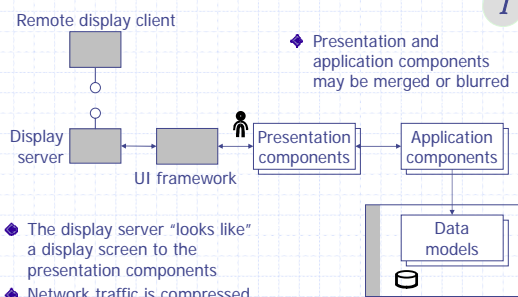 1
Remote display client
Presentation and
application components
may be merged or blurred
Display
server
UI framework
Presentation
components
Application
components
The display server “looks like”
a display screen to the
presentation components
Data
models
Network traffic is compressed